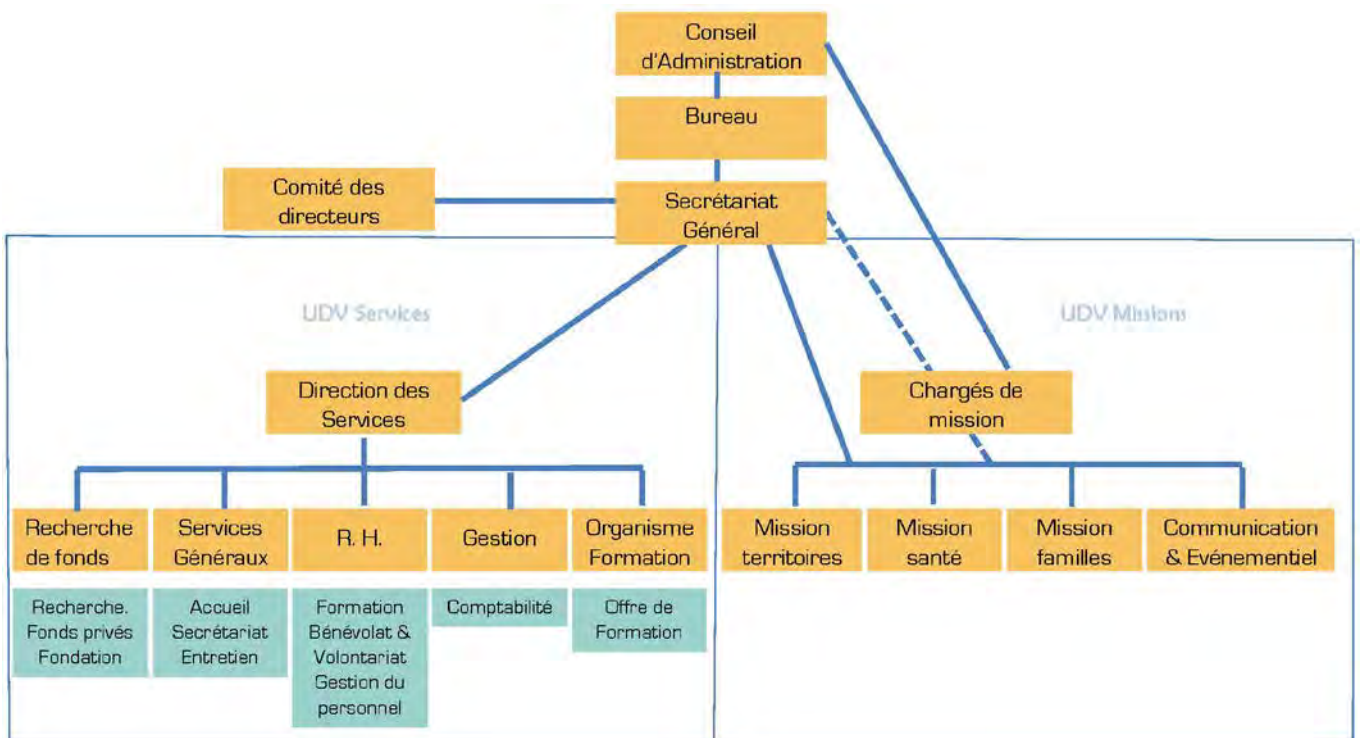 Conseil
d'Administration
Bureau
Comité des
directeurs
Secrétariat
Général
UDV Services
UDV Missions
Direction des
Services
Chargés de
mission
Recherche
de fonds
Services
Généraux
R. H.
Gestion
Organisme
Formation
Mission
territoires
Mission
santé
Mission
familles
Communication
& Evénementiel
Recherche.
Fonds privés
Fondation
Accueil
Secrétariat
Entretien
Formation
Bénévolat &
Volontariat
Gestion du
personnel
Comptabilité
Offre de
Formation